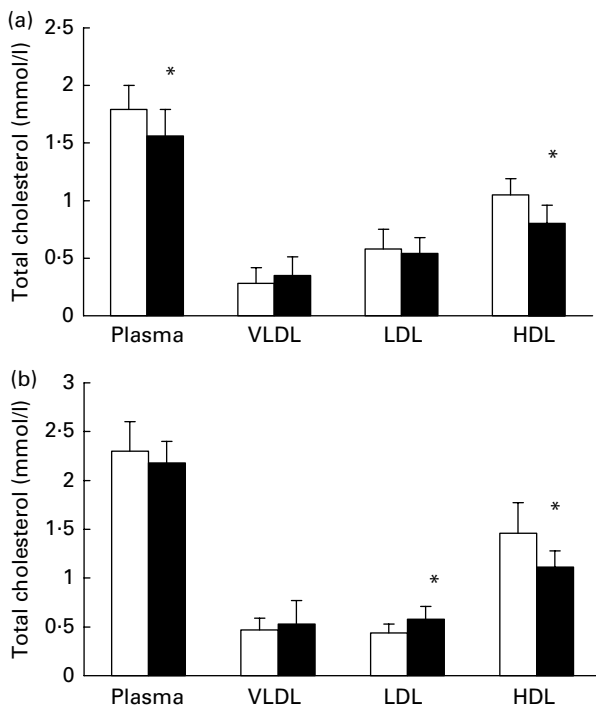 (a)
Total cholesterol (mmol/l)
2·5
2
1·5
1
0·5
0
*
*
Plasma VLDL LDL HDL
(b)
Total cholesterol (mmol/l)
3
2·5
2
1·5
1
0·5
0
*
*
Plasma VLDL LDL HDL